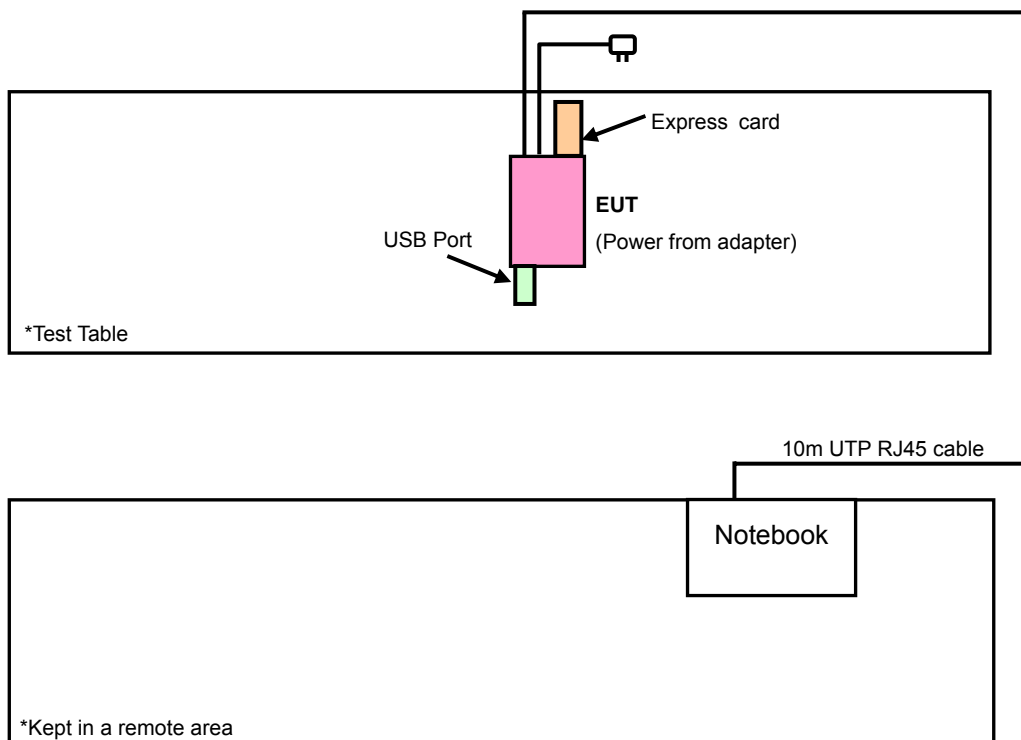 Express card
EUT
(Power from adapter)
USB Port
*Test Table
10m UTP RJ45 cable
Notebook
*Kept in a remote area